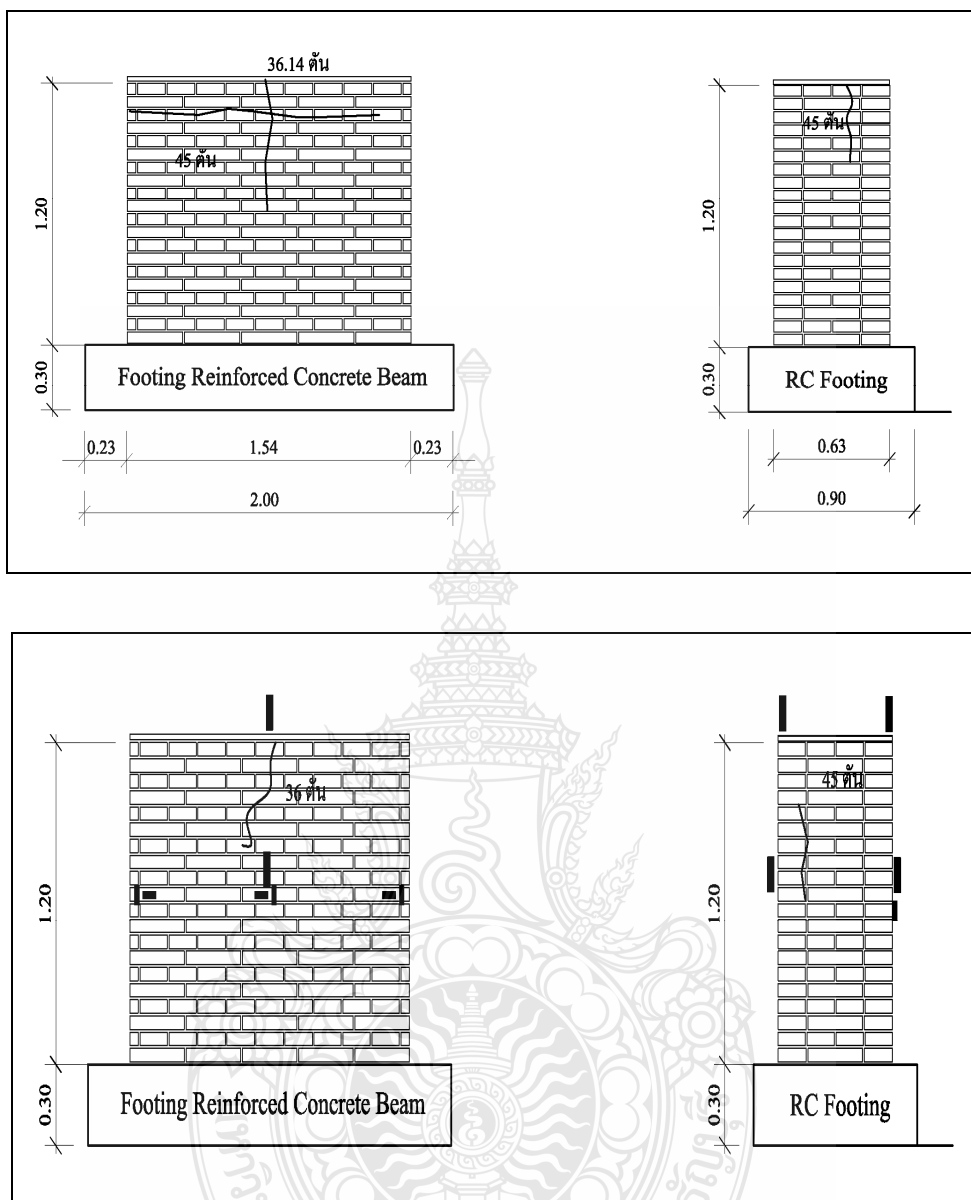 36.14 ตัน
45 ตัน
45 ตัน
1.20
1.20
0.30
Footing Reinforced Concrete Beam
0.30
RC Footing
0.23
1.54
0.23
0.63
2.00
0.90
36 ตัน
45 ตัน
1.20
1.20
0.30
Footing Reinforced Concrete Beam
0.30
RC Footing